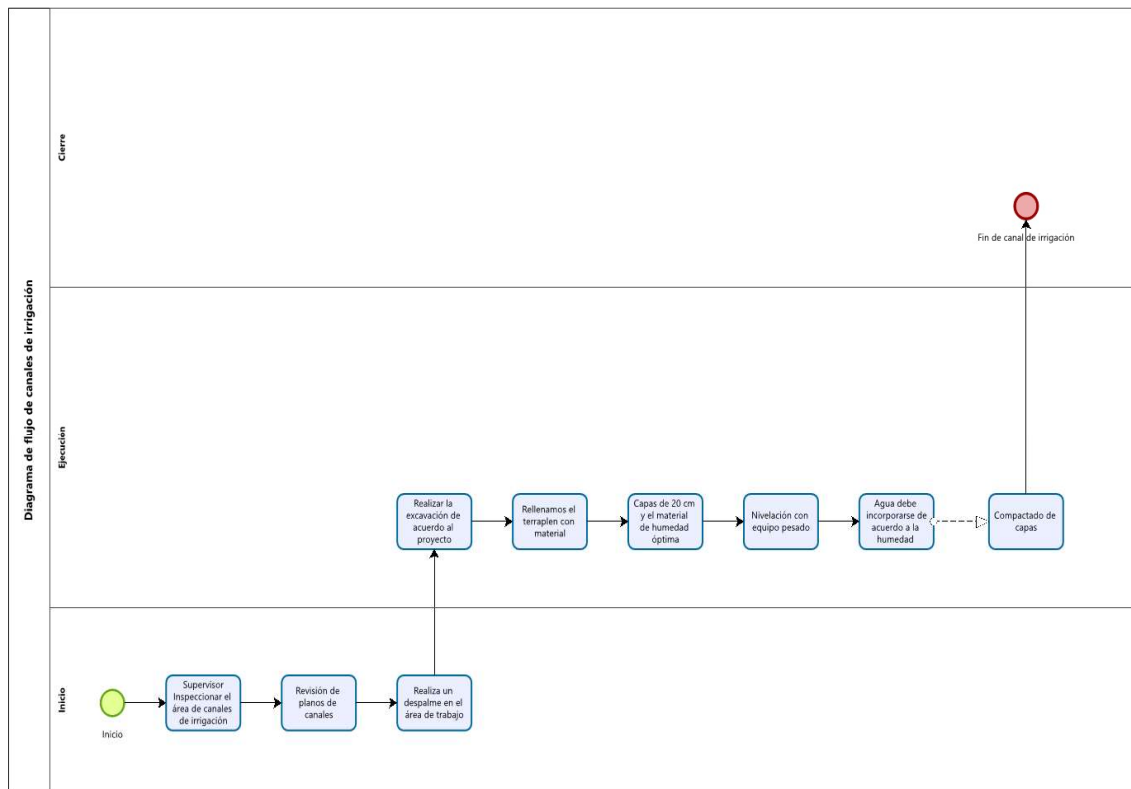 Diagrama de flujo de canales de irrigación
Cierre
Fin de canal de irrigación
Ejecución
Realizar la
excavación de
acuerdo al
proyecto
Rellenamos el
terraplen con
material
Capas de 20 cm
y el material
de humedad
óptima
Nivelación con
equipo pesado
Agua debe
incorporarse de
acuerdo a la
humedad
Compactado de
capas
Inicio
Inicio
Supervisor
Inspeccionar el
área de canales
de irrigación
Revisión de
planos de
canales
Realiza un
despalme en el
área de trabajo